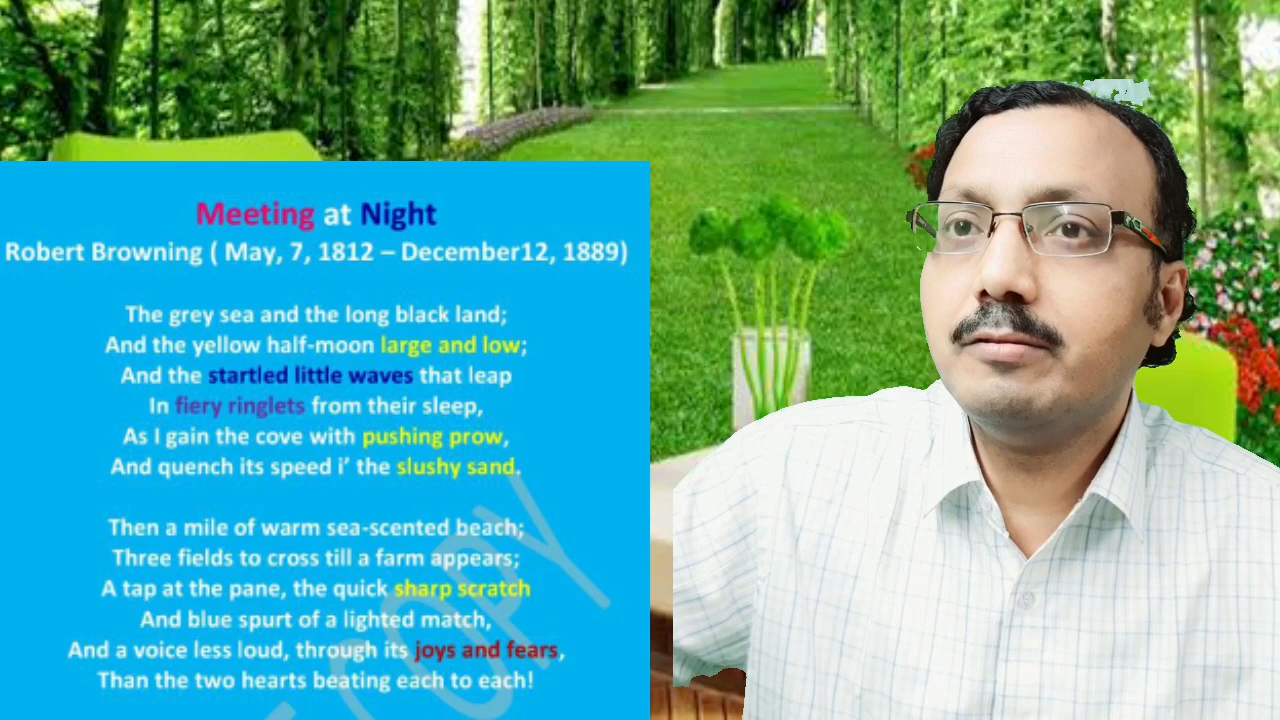 Meeting at Night
Robert Browning ( May, 7, 1812 – December12, 1889)
The grey sea and the long black land;
And the yellow half-moon large and low;
And the startled little waves that leap
In fiery ringlets from their sleep,
As I gain the cove with pushing prow,
And quench its speed i’ the slushy sand.
Then a mile of warm sea-scented beach;
Three fields to cross till a farm appears;
A tap at the pane, the quick sharp scratch
And blue spurt of a lighted match,
And a voice less loud, through its joys and fears,
Than the two hearts beating each to each!
COPY